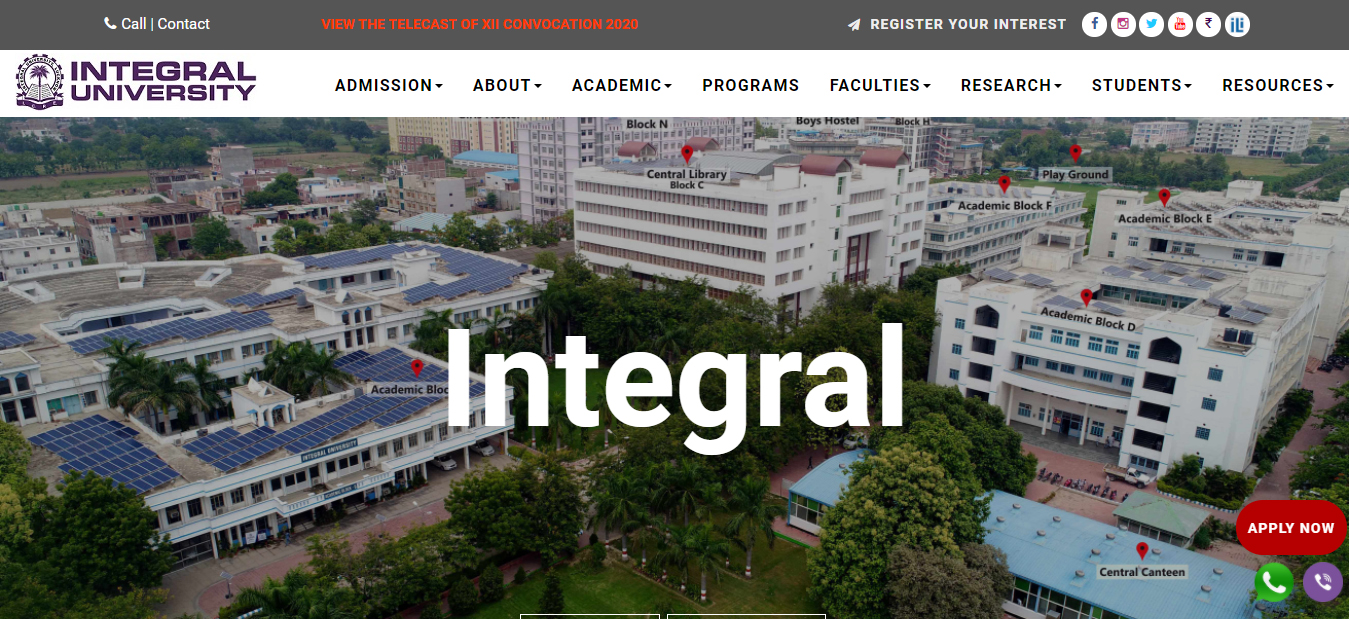 Call | Contact
VIEW THE TELECAST OF XII CONVOCATION 2020
REGISTER YOUR INTEREST
INTEGRAL
UNIVERSITY
ADMISSION
ABOUT
ACADEMIC
PROGRAMS
FACULTIES
RESEARCH
STUDENTS
RESOURCES
Block N
Boys Hostel
Block H
Central Library
Block C
Play Ground
Academic Block F
Academic Block E
Academic Block D
Academic Bloc
Integral
INTEGRAL UNIVERSITY
APPLY NOW
Central Canteen